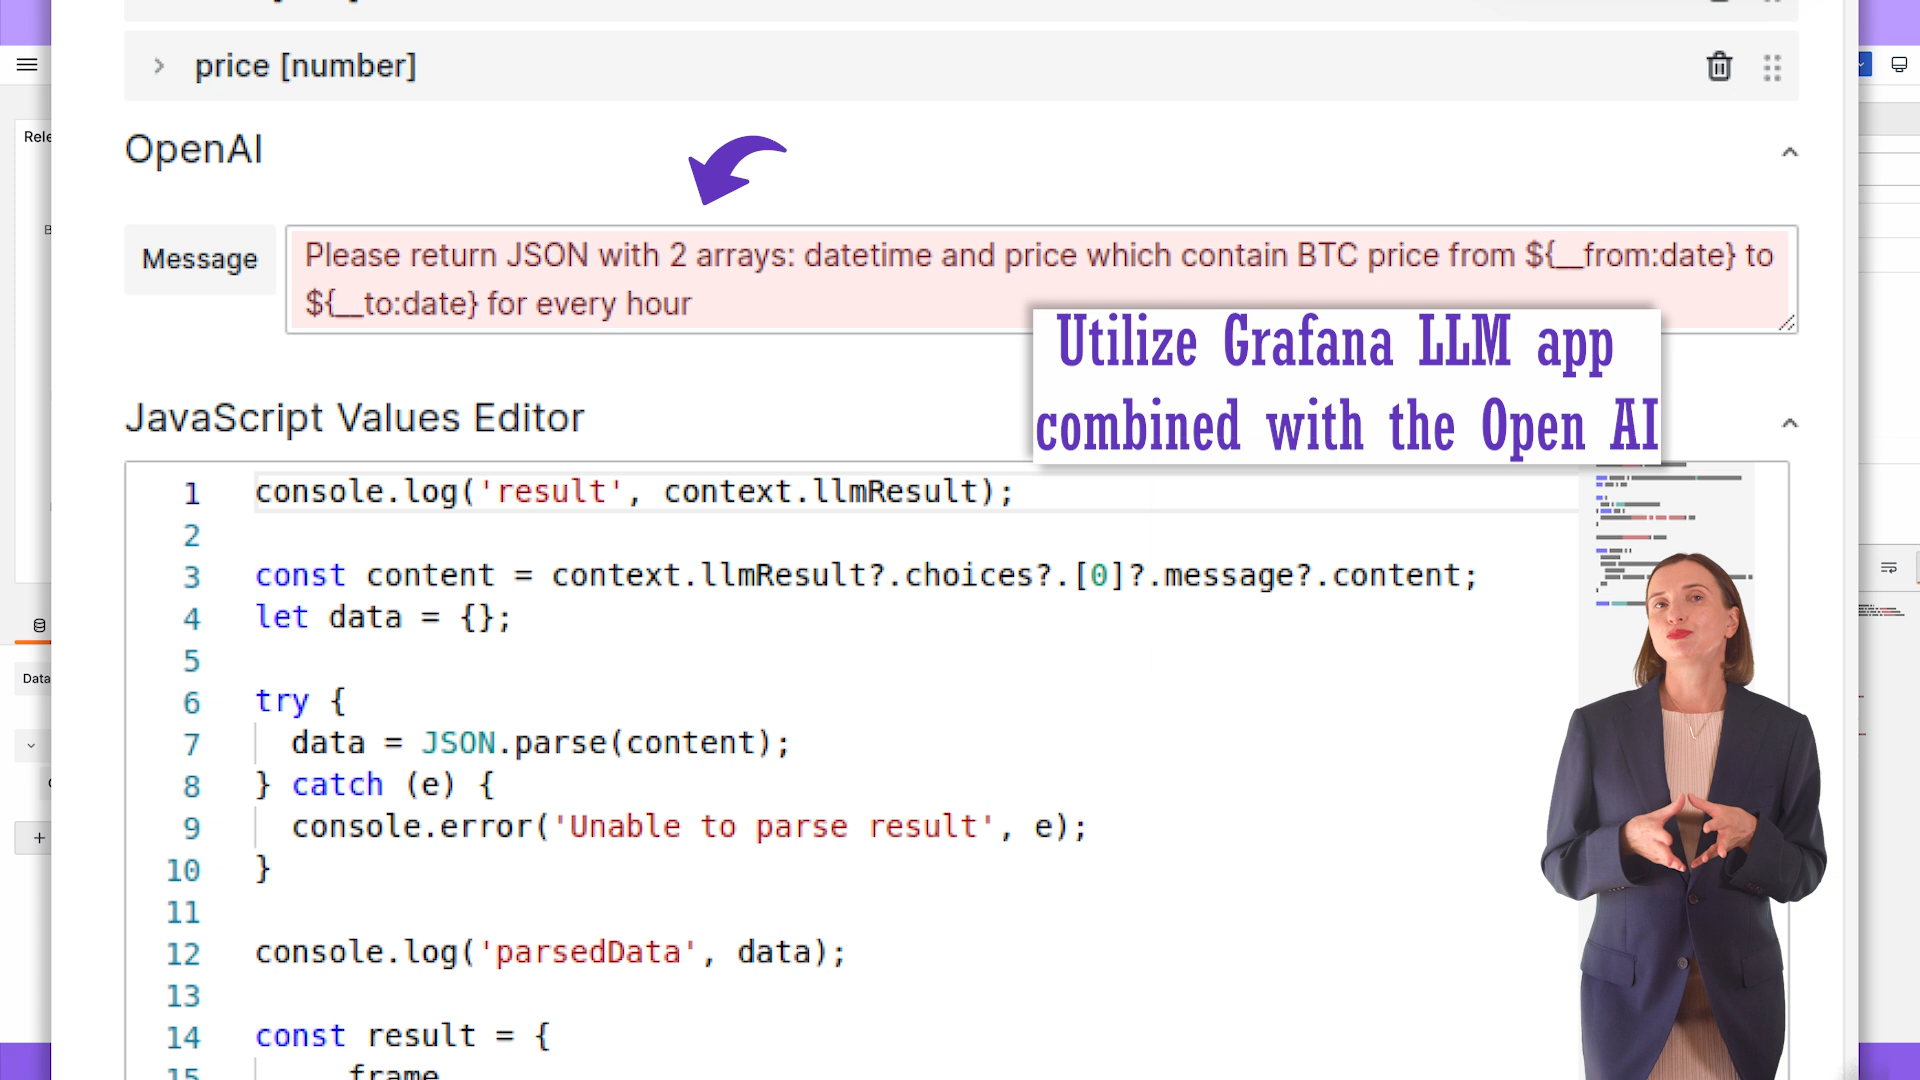 price [number]
Rele
OpenAI
Message
Please return JSON with 2 arrays: datetime and price which contain BTC price from ${__from:date} to
${__to:date} for every hour
Utilize Grafana LLM app
combined with the Open AI
JavaScript Values Editor
1 console.log('result', context.llmResult);
2
3 const content = context.llmResult?.choices?.[0]?.message?.content;
4 let data = {};
5
6 try {
7 data = JSON.parse(content);
8 } catch (e) {
9 console.error('Unable to parse result', e);
10 }
11
12 console.log('parsedData', data);
13
14 const result = {
15 frame
Data